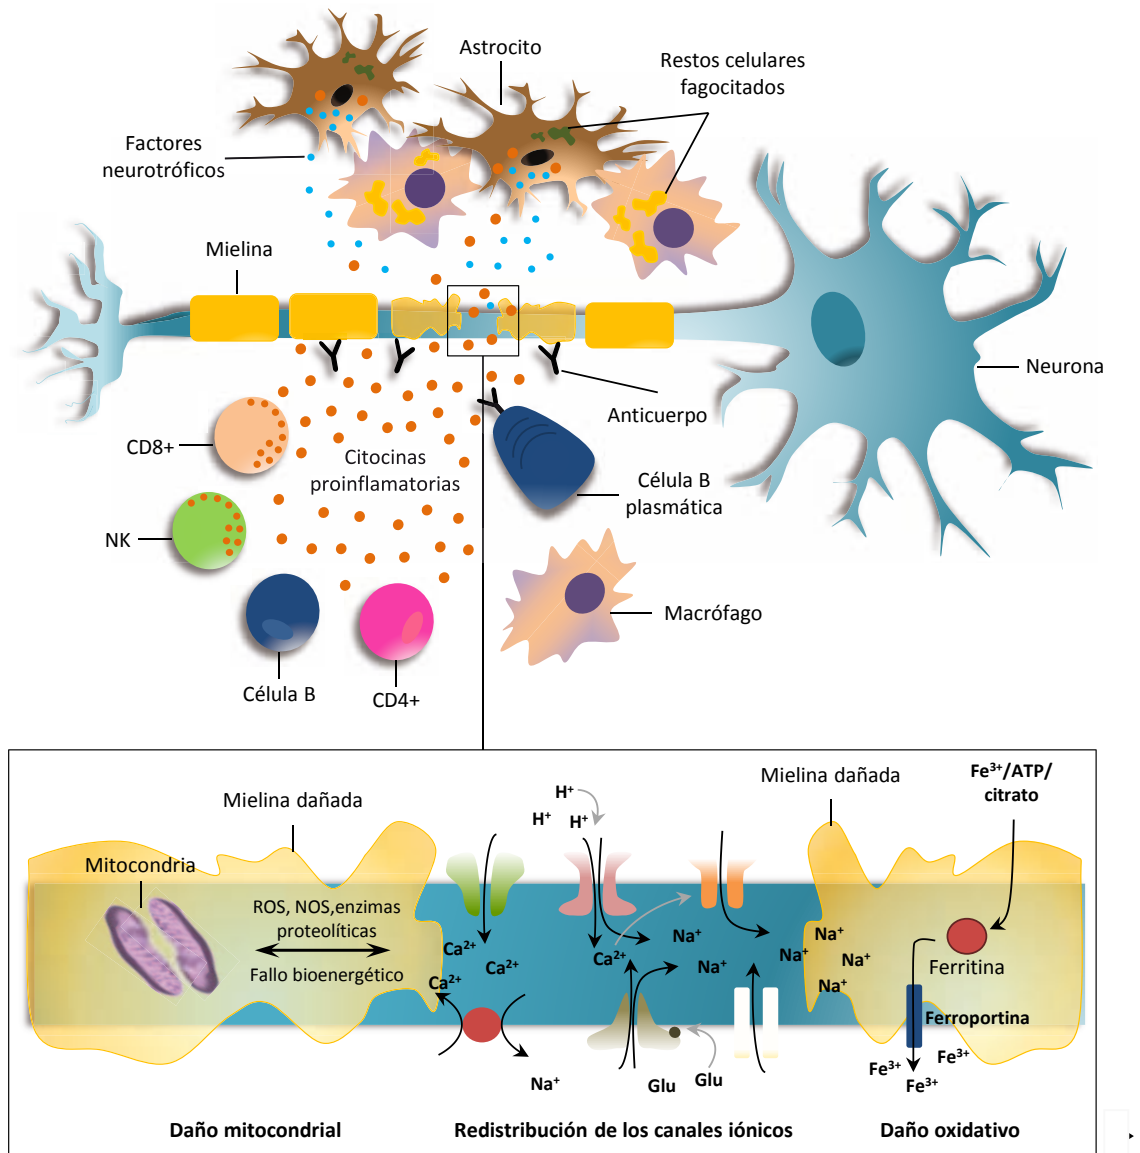 Astrocito
Restos celulares
fagocitados
Factores
neurotróficos
Mielina
Neurona
Anticuerpo
CD8+
Citocinas
proinflamatorias
Célula B
plasmática
NK
Macrófago
Célula B
CD4+
Mielina dañada
Fe³⁺/ATP/
citrato
Mielina dañada
H⁺
H⁺
H⁺
Mitocondria
ROS, NOS,enzimas
proteolíticas
Fallo bioenergético
Ca²⁺
Ca²⁺
Ca²⁺
Ca²⁺
Na⁺
Na⁺
Na⁺
Na⁺
Na⁺
Na⁺
Ferritina
Ferroportina
Na⁺
Glu
Glu
Fe³⁺
Fe³⁺
Fe³⁺
Daño mitocondrial
Redistribución de los canales iónicos
Daño oxidativo